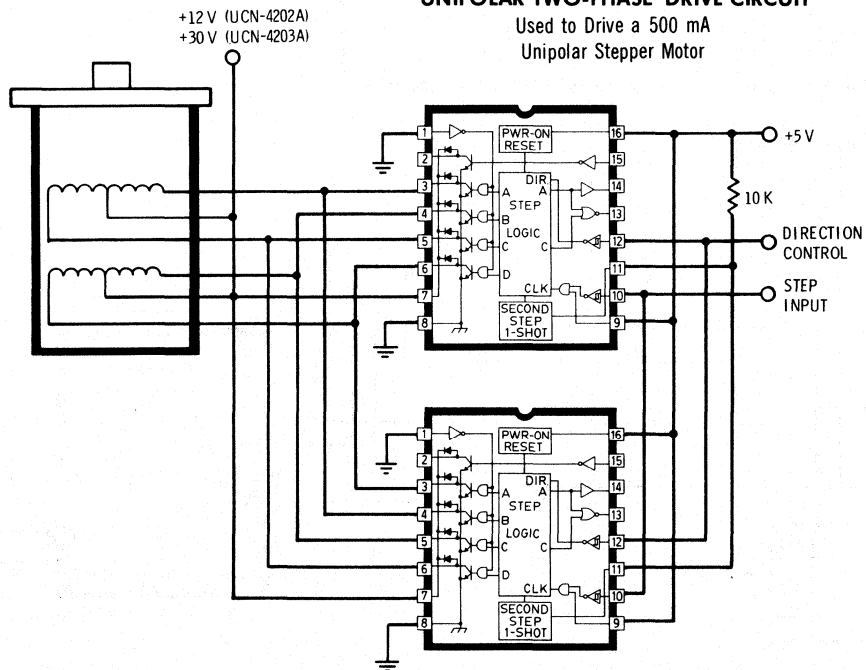 UNIPOLAR TWO-PHASE DRIVE CIRCUIT
Used to Drive a 500 mA
Unipolar Stepper Motor
+12 V (UCN-4202A)
+30 V (UCN-4203A)
1
2
3
4
5
6
7
8
PWR-ON
RESET
DIR.
A
A
STEP
B
LOGIC
C
C
D
CLK
SECOND
STEP
1-SHOT
16
15
14
13
12
11
10
9
+5 V
10 K
DIRECTION
CONTROL
STEP
INPUT
1
2
3
4
5
6
7
8
PWR-ON
RESET
DIR.
A
A
STEP
B
LOGIC
C
C
D
CLK
SECOND
STEP
1-SHOT
16
15
14
13
12
11
10
9